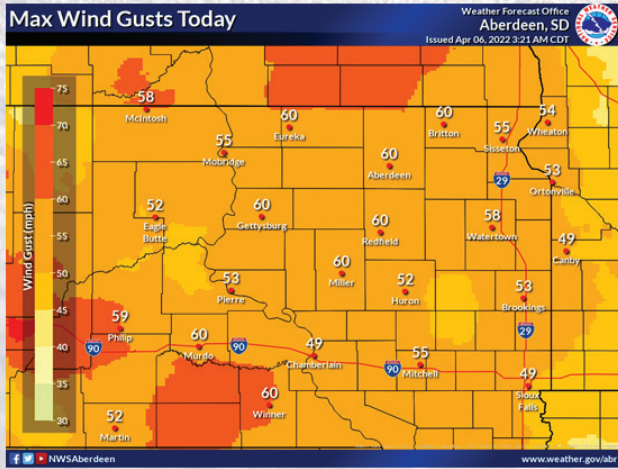 Max Wind Gusts Today
Weather Forecast Office
Aberdeen, SD
Issued Apr 06, 2022 3:21 AM CDT
Wind Gust (mph)
75
70
65
60
55
50
45
40
35
30
58
McIntosh
60
Eureka
60
Britton
54
Wheaton
55
Mobridge
55
Sisseton
60
Aberdeen
53
Ortonville
29
52
Eagle
Butte
60
Gettysburg
60
Redfield
58
Watertown
49
Canby
53
Pierre
60
Miller
52
Huron
53
Brookings
59
Philip
90
60
Murdo
90
49
Chamberlain
90
55
Mitchell
29
49
Sioux
Falls
52
Martin
60
Winner
NWSAberdeen
www.weather.gov/abr